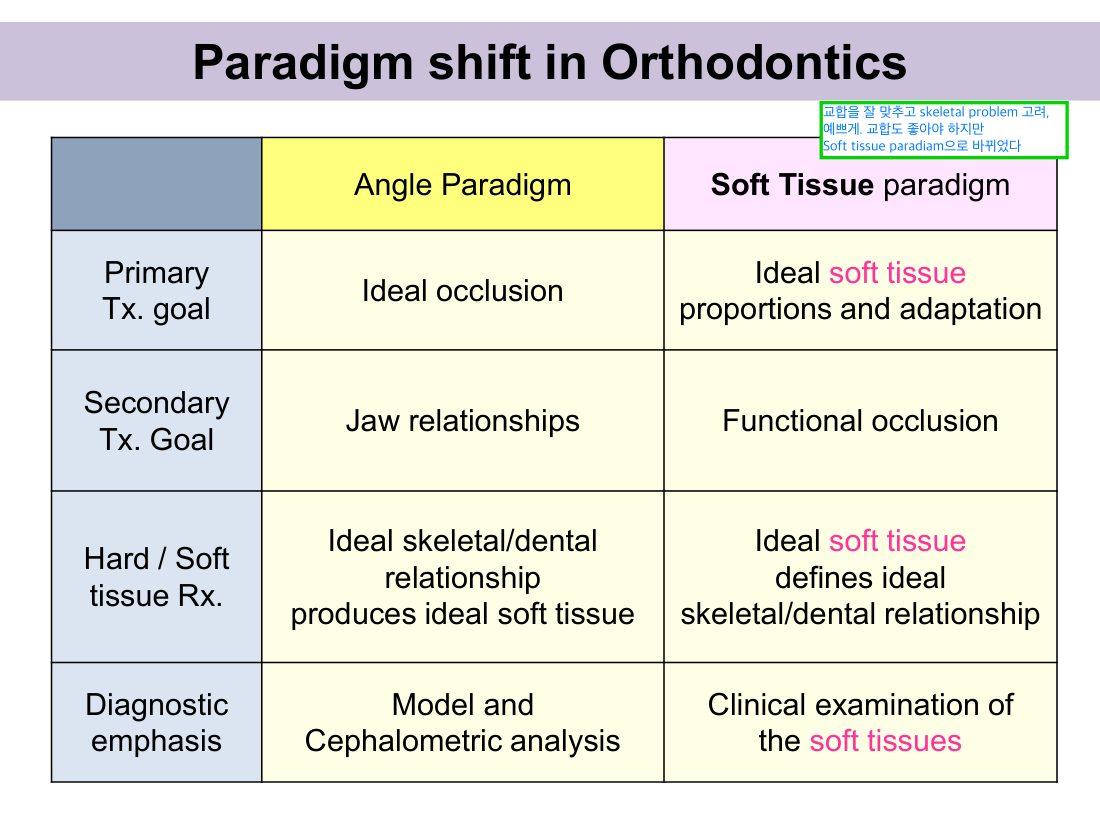 Paradigm shift in Orthodontics
교합을 잘 맞추고 skeletal problem 고려,
예쁘게. 교합도 좋아야 하지만
Soft tissue paradiam으로 바뀌었다
Angle Paradigm
Soft Tissue paradigm
Primary
Tx. goal
Ideal occlusion
Ideal soft tissue
proportions and adaptation
Secondary
Tx. Goal
Jaw relationships
Functional occlusion
Hard / Soft
tissue Rx.
Ideal skeletal/dental
relationship
produces ideal soft tissue
Ideal soft tissue
defines ideal
skeletal/dental relationship
Diagnostic
emphasis
Model and
Cephalometric analysis
Clinical examination of
the soft tissues